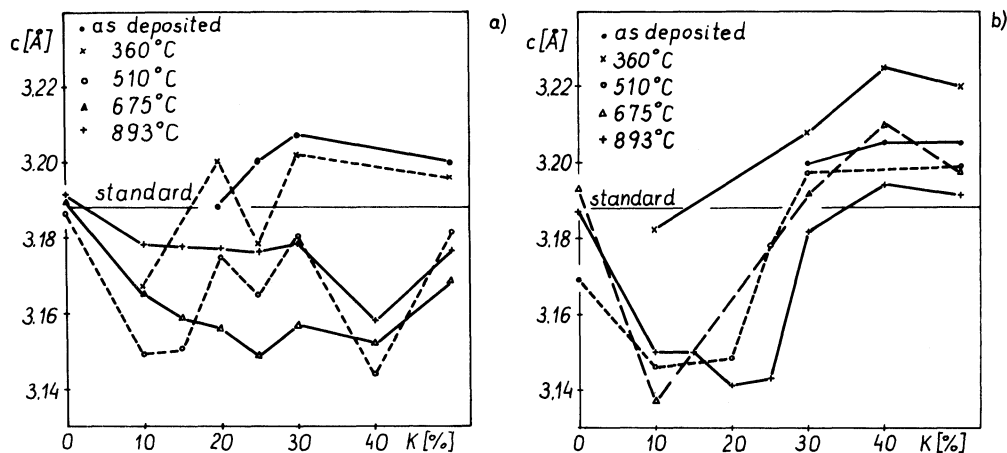 a)
c [Å]
• as deposited
× 360°C
o 510°C
▲ 675°C
+ 893°C
3,22
3,20
standard
3,18
3,16
3,14
0 10 20 30 40 K [%]
b)
c [Å]
• as deposited
× 360°C
o 510°C
△ 675°C
+ 893°C
3,22
3,20
standard
3,18
3,16
3,14
0 10 20 30 40 K [%]